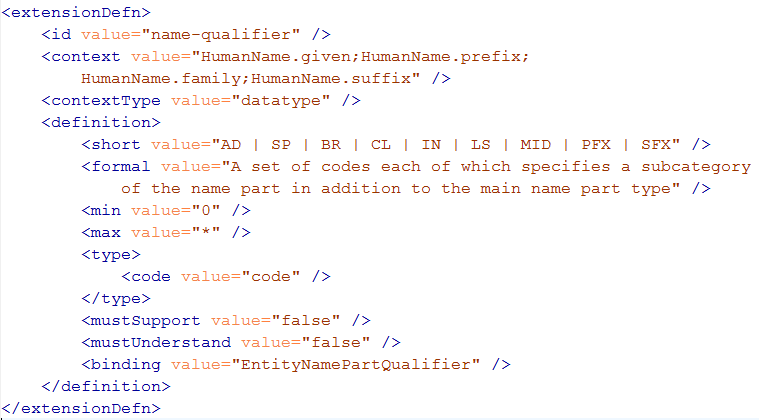 <extensionDefn>
    <id value="name-qualifier" />
    <context value="HumanName.given;HumanName.prefix;
        HumanName.family;HumanName.suffix" />
    <contextType value="datatype" />
    <definition>
        <short value="AD | SP | BR | CL | IN | LS | MID | PFX | SFX" />
        <formal value="A set of codes each of which specifies a subcategory
            of the name part in addition to the main name part type" />
        <min value="0" />
        <max value="*" />
        <type>
            <code value="code" />
        </type>
        <mustSupport value="false" />
        <mustUnderstand value="false" />
        <binding value="EntityNamePartQualifier" />
    </definition>
</extensionDefn>